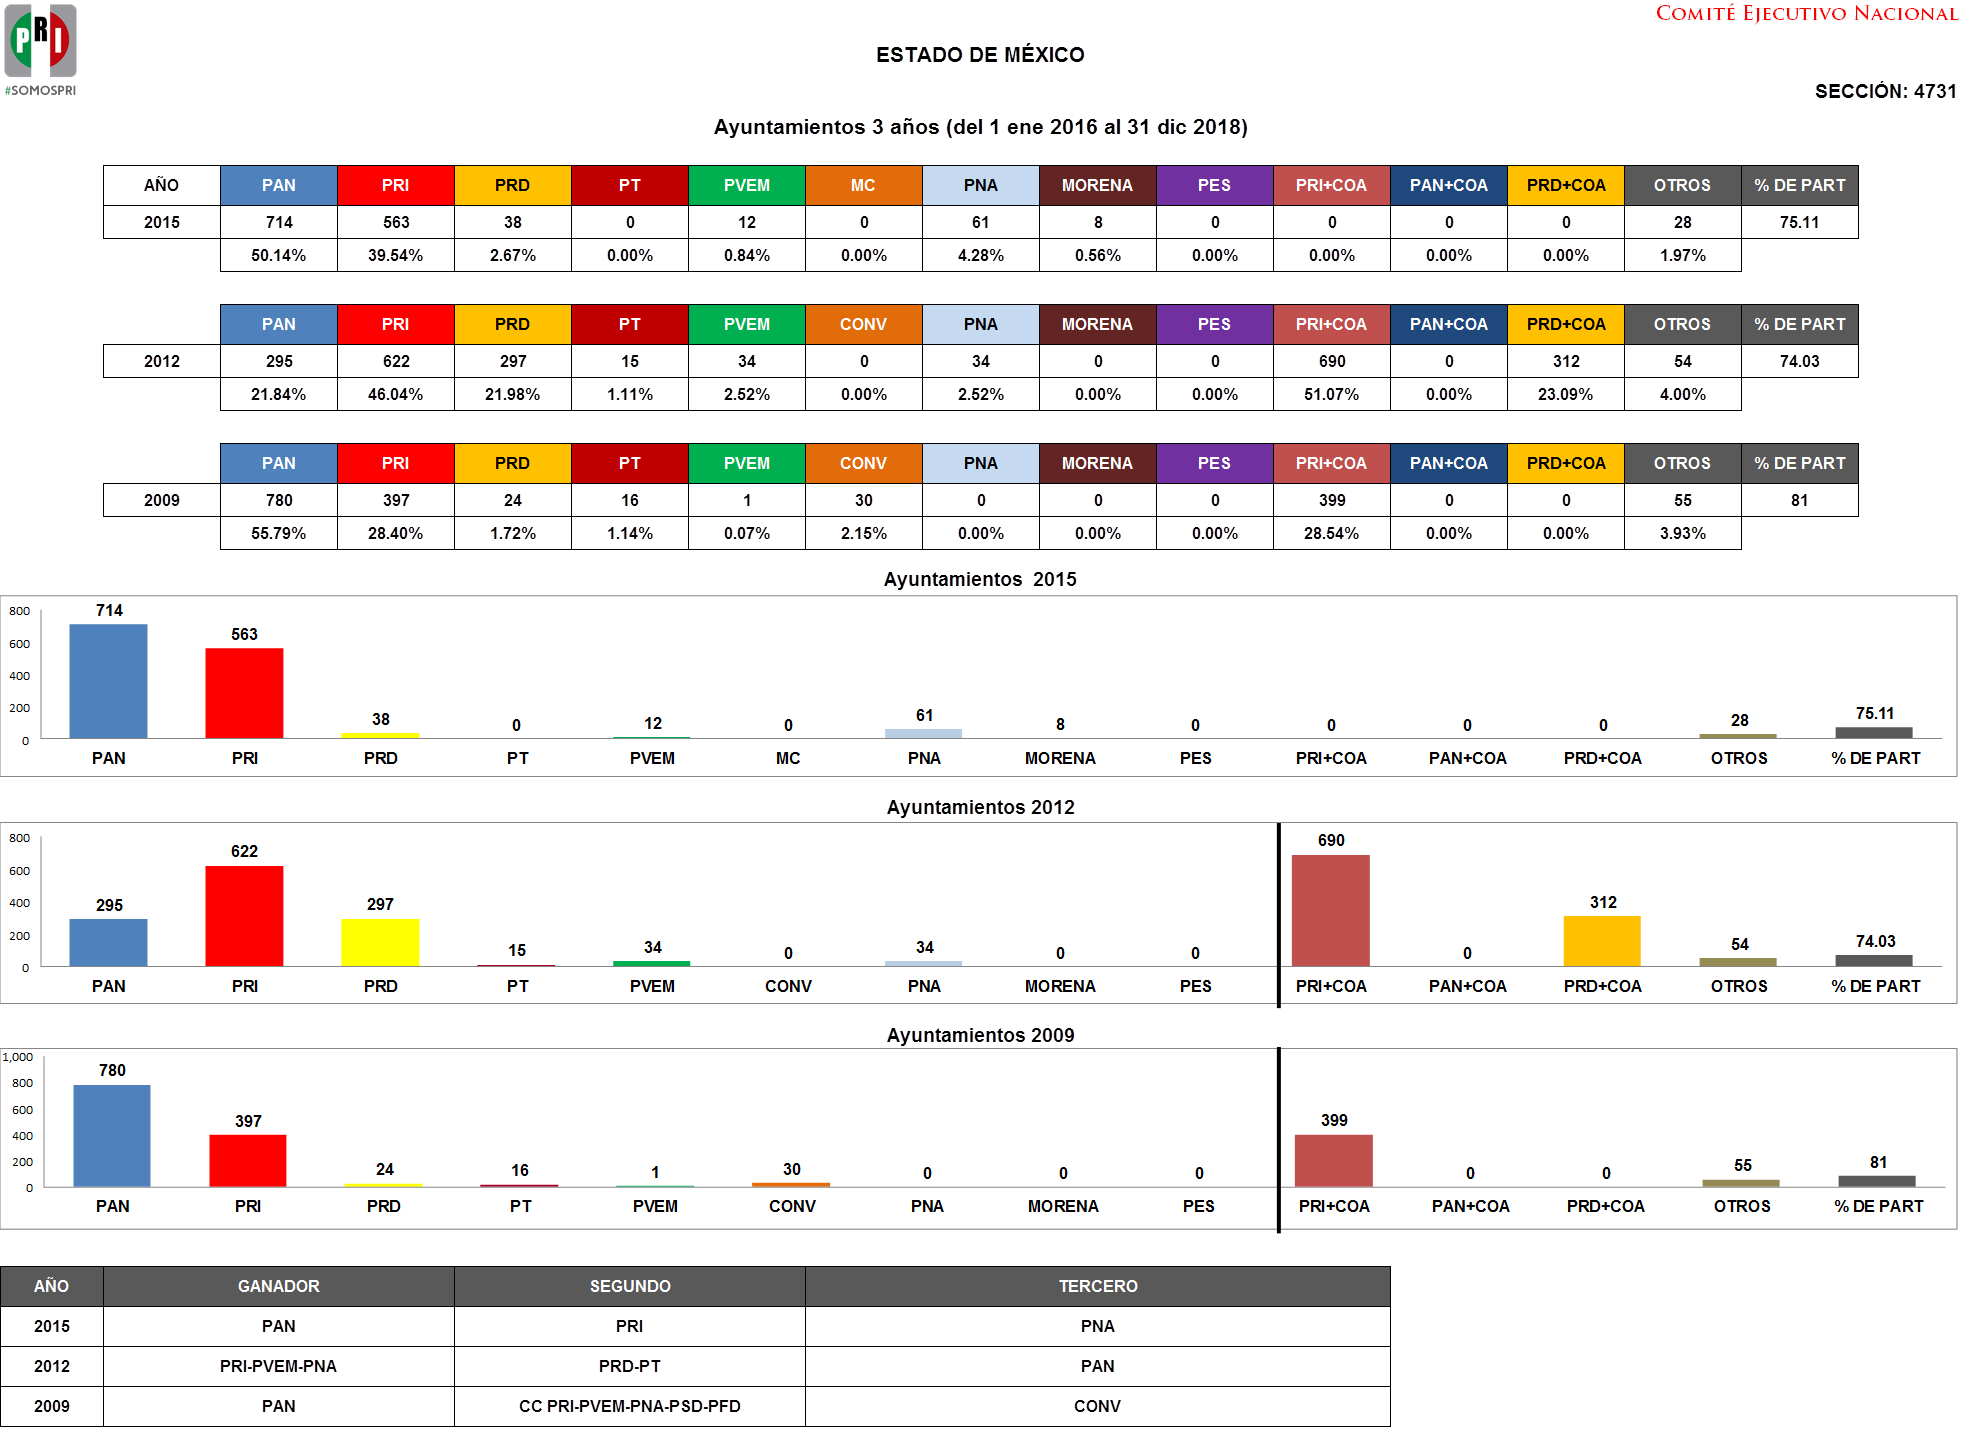 COMITÉ EJECUTIVO NACIONAL
PRI
#SOMOSPRI
ESTADO DE MÉXICO
SECCIÓN: 4731
Ayuntamientos 3 años (del 1 ene 2016 al 31 dic 2018)
AÑO PAN PRI PRD PT PVEM MC PNA MORENA PES PRI+COA PAN+COA PRD+COA OTROS % DE PART
2015 714 563 38 0 12 0 61 8 0 0 0 0 28 75.11
50.14% 39.54% 2.67% 0.00% 0.84% 0.00% 4.28% 0.56% 0.00% 0.00% 0.00% 0.00% 1.97%
PAN PRI PRD PT PVEM CONV PNA MORENA PES PRI+COA PAN+COA PRD+COA OTROS % DE PART
2012 295 622 297 15 34 0 34 0 0 690 0 312 54 74.03
21.84% 46.04% 21.98% 1.11% 2.52% 0.00% 2.52% 0.00% 0.00% 51.07% 0.00% 23.09% 4.00%
PAN PRI PRD PT PVEM CONV PNA MORENA PES PRI+COA PAN+COA PRD+COA OTROS % DE PART
2009 780 397 24 16 1 30 0 0 0 399 0 0 55 81
55.79% 28.40% 1.72% 1.14% 0.07% 2.15% 0.00% 0.00% 0.00% 28.54% 0.00% 0.00% 3.93%
Ayuntamientos 2015
800
600
400
200
0
714 563 38 0 12 0 61 8 0 0 0 0 28 75.11
PAN PRI PRD PT PVEM MC PNA MORENA PES PRI+COA PAN+COA PRD+COA OTROS % DE PART
Ayuntamientos 2012
800
600
400
200
0
295 622 297 15 34 0 34 0 0 690 0 312 54 74.03
PAN PRI PRD PT PVEM CONV PNA MORENA PES PRI+COA PAN+COA PRD+COA OTROS % DE PART
Ayuntamientos 2009
1,000
800
600
400
200
0
780 397 24 16 1 30 0 0 0 399 0 0 55 81
PAN PRI PRD PT PVEM CONV PNA MORENA PES PRI+COA PAN+COA PRD+COA OTROS % DE PART
AÑO GANADOR SEGUNDO TERCERO
2015 PAN PRI PNA
2012 PRI-PVEM-PNA PRD-PT PAN
2009 PAN CC PRI-PVEM-PNA-PSD-PFD CONV